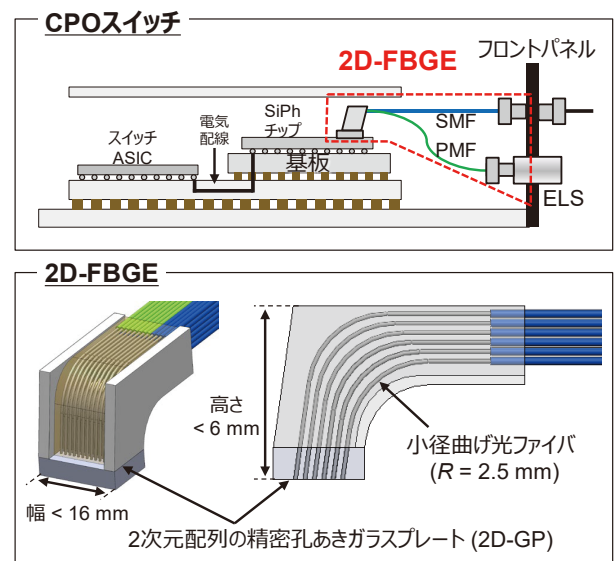 CPOスイッチ
2D-FBGE
フロントパネル
電気
配線
SiPh
チップ
スイッチ
ASIC
基板
SMF
PMF
ELS
2D-FBGE
高さ
< 6 mm
小径曲げ光ファイバ
(R = 2.5 mm)
幅 < 16 mm
2次元配列の精密孔あきガラスプレート (2D-GP)